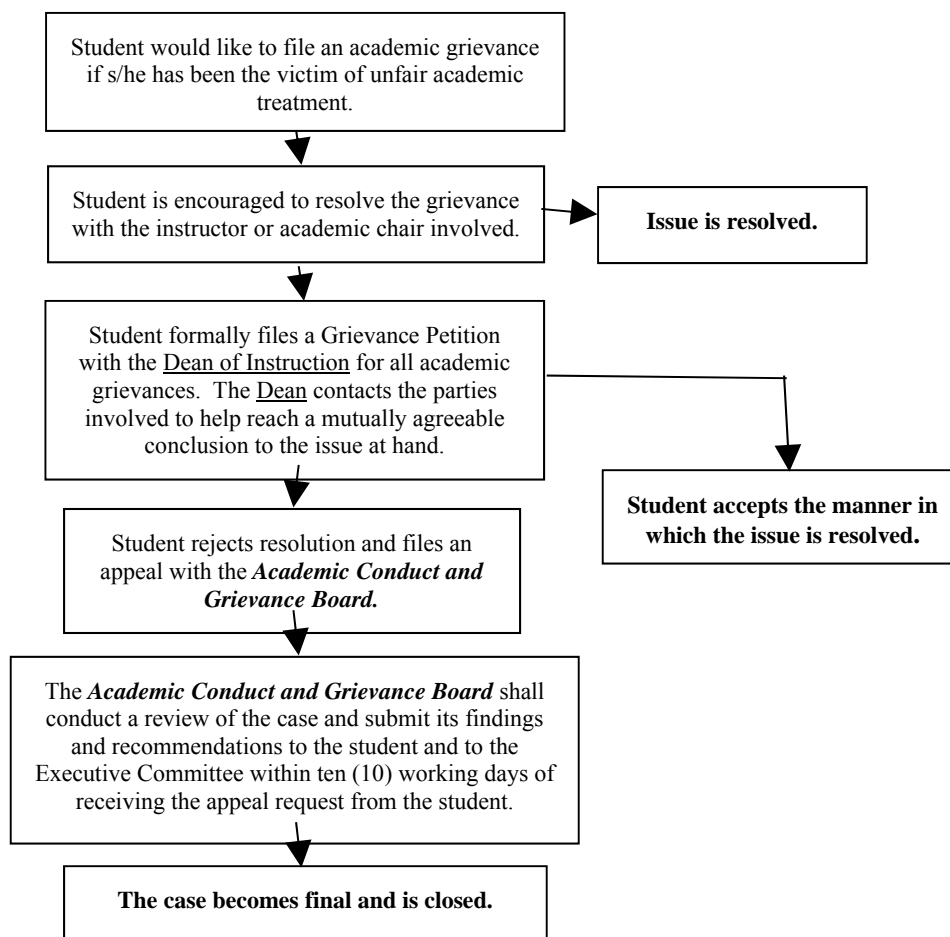 Student would like to file an academic grievance
if s/he has been the victim of unfair academic
treatment.
Student is encouraged to resolve the grievance
with the instructor or academic chair involved.
Issue is resolved.
Student formally files a Grievance Petition
with the Dean of Instruction for all academic
grievances. The Dean contacts the parties
involved to help reach a mutually agreeable
conclusion to the issue at hand.
Student accepts the manner in
which the issue is resolved.
Student rejects resolution and files an
appeal with the Academic Conduct and
Grievance Board.
The Academic Conduct and Grievance Board shall
conduct a review of the case and submit its findings
and recommendations to the student and to the
Executive Committee within ten (10) working days of
receiving the appeal request from the student.
The case becomes final and is closed.